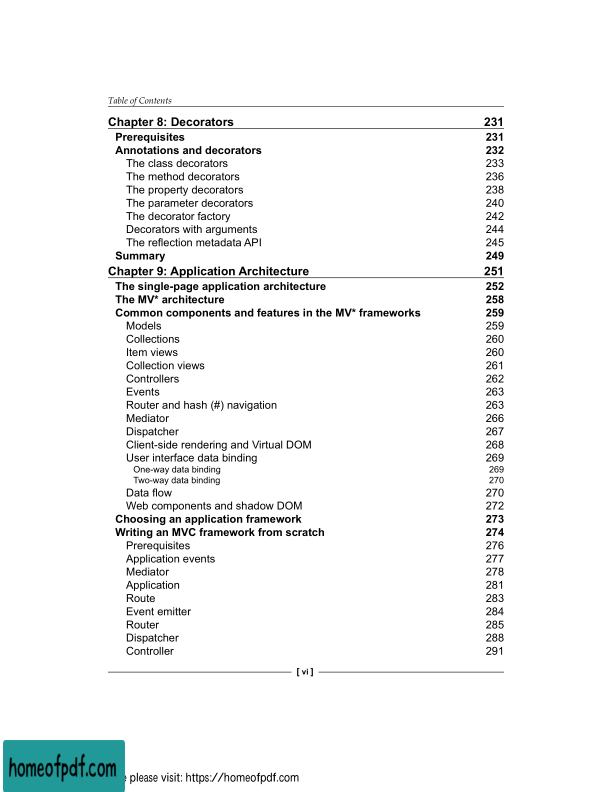 Table of Contents
Chapter 8: Decorators 231
Prerequisites 231
Annotations and decorators 232
The class decorators 233
The method decorators 236
The property decorators 238
The parameter decorators 240
The decorator factory 242
Decorators with arguments 244
The reflection metadata API 245
Summary 249
Chapter 9: Application Architecture 251
The single-page application architecture 252
The MV* architecture 258
Common components and features in the MV* frameworks 259
Models 259
Collections 260
Item views 260
Collection views 261
Controllers 262
Events 263
Router and hash (#) navigation 263
Mediator 266
Dispatcher 267
Client-side rendering and Virtual DOM 268
User interface data binding 269
One-way data binding 269
Two-way data binding 270
Data flow 270
Web components and shadow DOM 272
Choosing an application framework 273
Writing an MVC framework from scratch 274
Prerequisites 276
Application events 277
Mediator 278
Application 281
Route 283
Event emitter 284
Router 285
Dispatcher 288
Controller 291
[ vi ]
homeofpdf.com please visit: https://homeofpdf.com